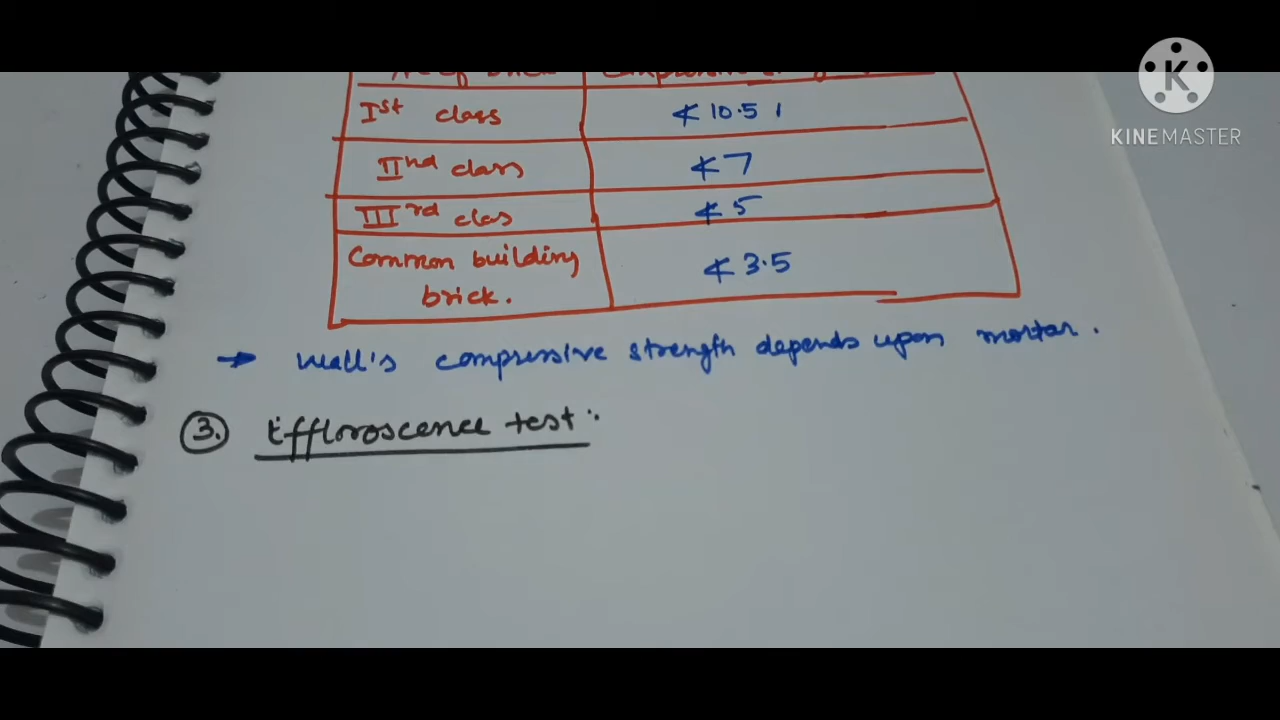 Ist class ≮ 10.5
IInd class ≮ 7
IIIrd clas ≮ 5
Common building ≮ 3.5
brick.
→ wall's compressive strength depends upon mortar.
3. Effloroscence test:
KINEMASTER